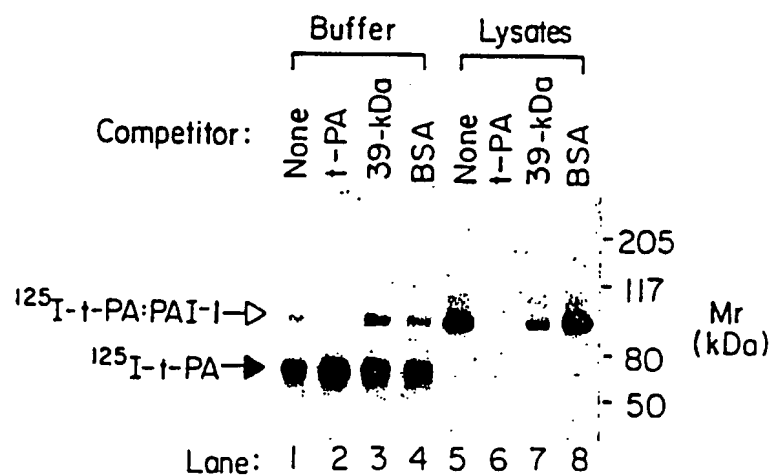 Buffer Lysates
Competitor: None t-PA 39-kDa BSA None t-PA 39-kDa BSA
205
117
125I-t-PA:PAI-1
Mr
(kDa)
80
125I-t-PA
50
Lane: 1 2 3 4 5 6 7 8